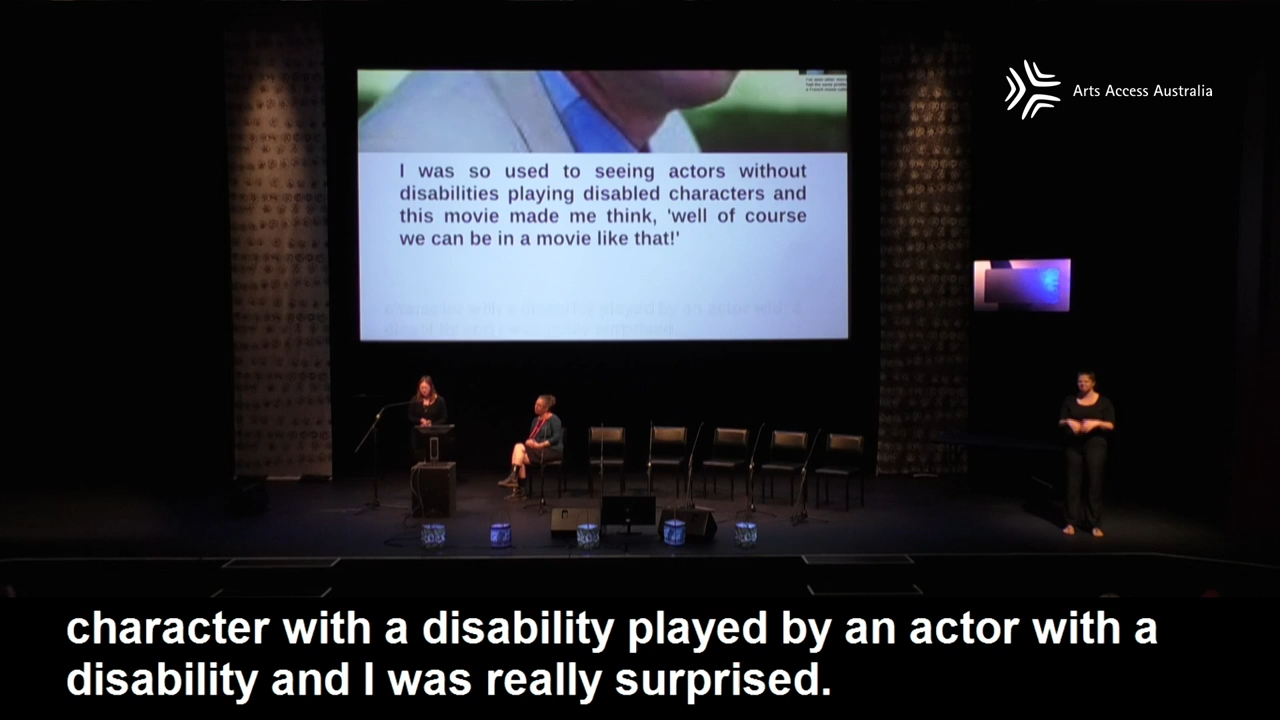 Arts Access Australia
I was so used to seeing actors without
disabilities playing disabled characters and
this movie made me think, 'well of course
we can be in a movie like that!'
character with a disability played by an actor with a
disability and I was really surprised.